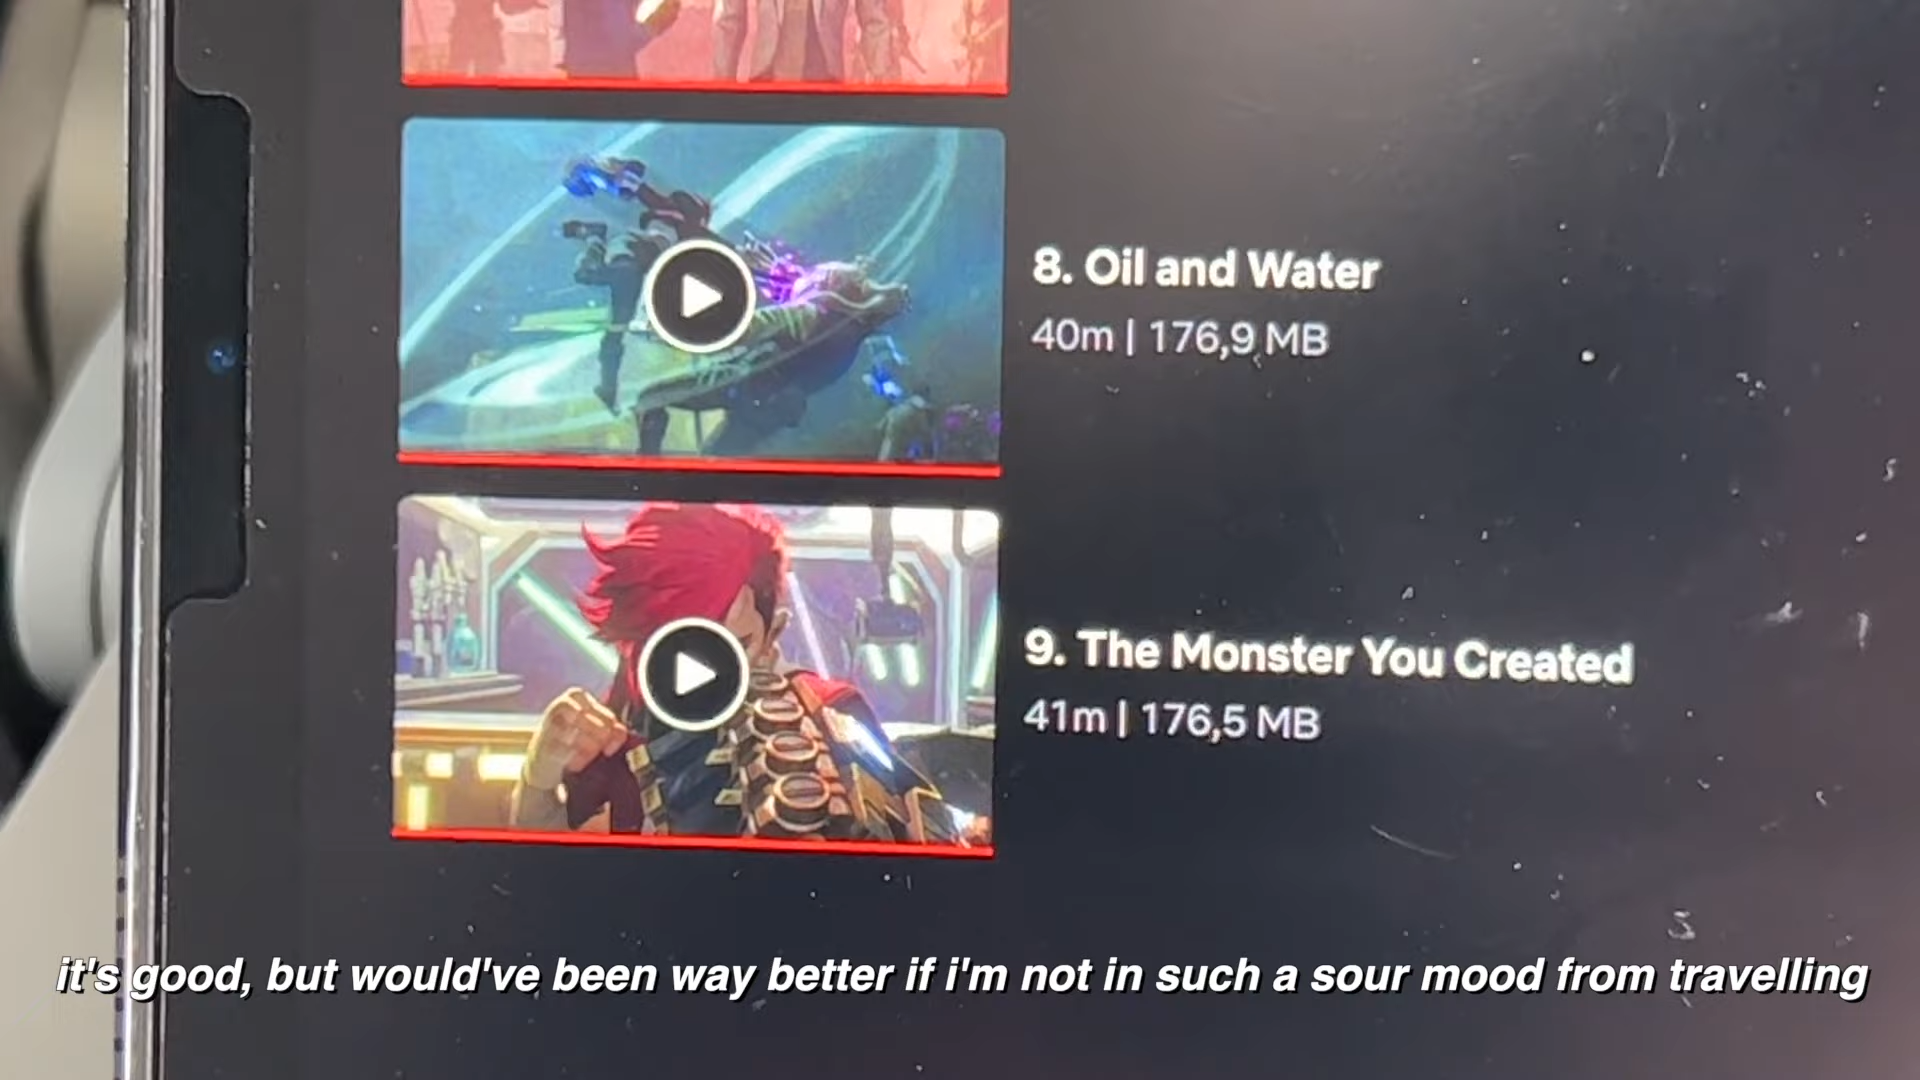 8. Oil and Water
40m | 176,9 MB
9. The Monster You Created
41m | 176,5 MB
it's good, but would've been way better if i'm not in such a sour mood from travelling